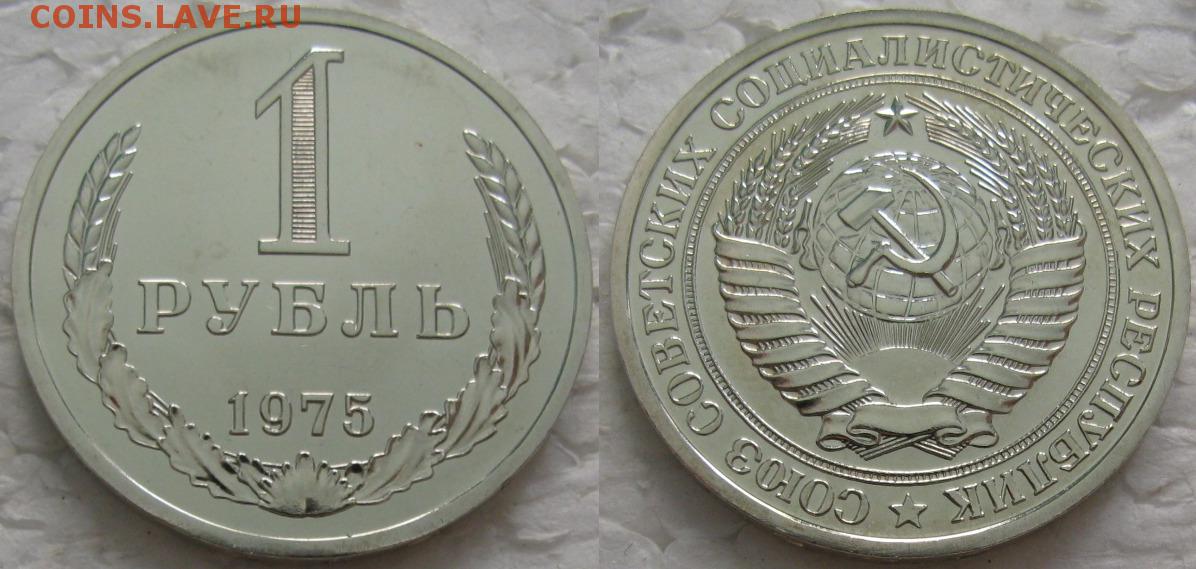 COINS.LAVE.RU
1
РУБЛЬ
1975
СОЮЗ СОВЕТСКИХ СОЦИАЛИСТИЧЕСКИХ РЕСПУБЛИК